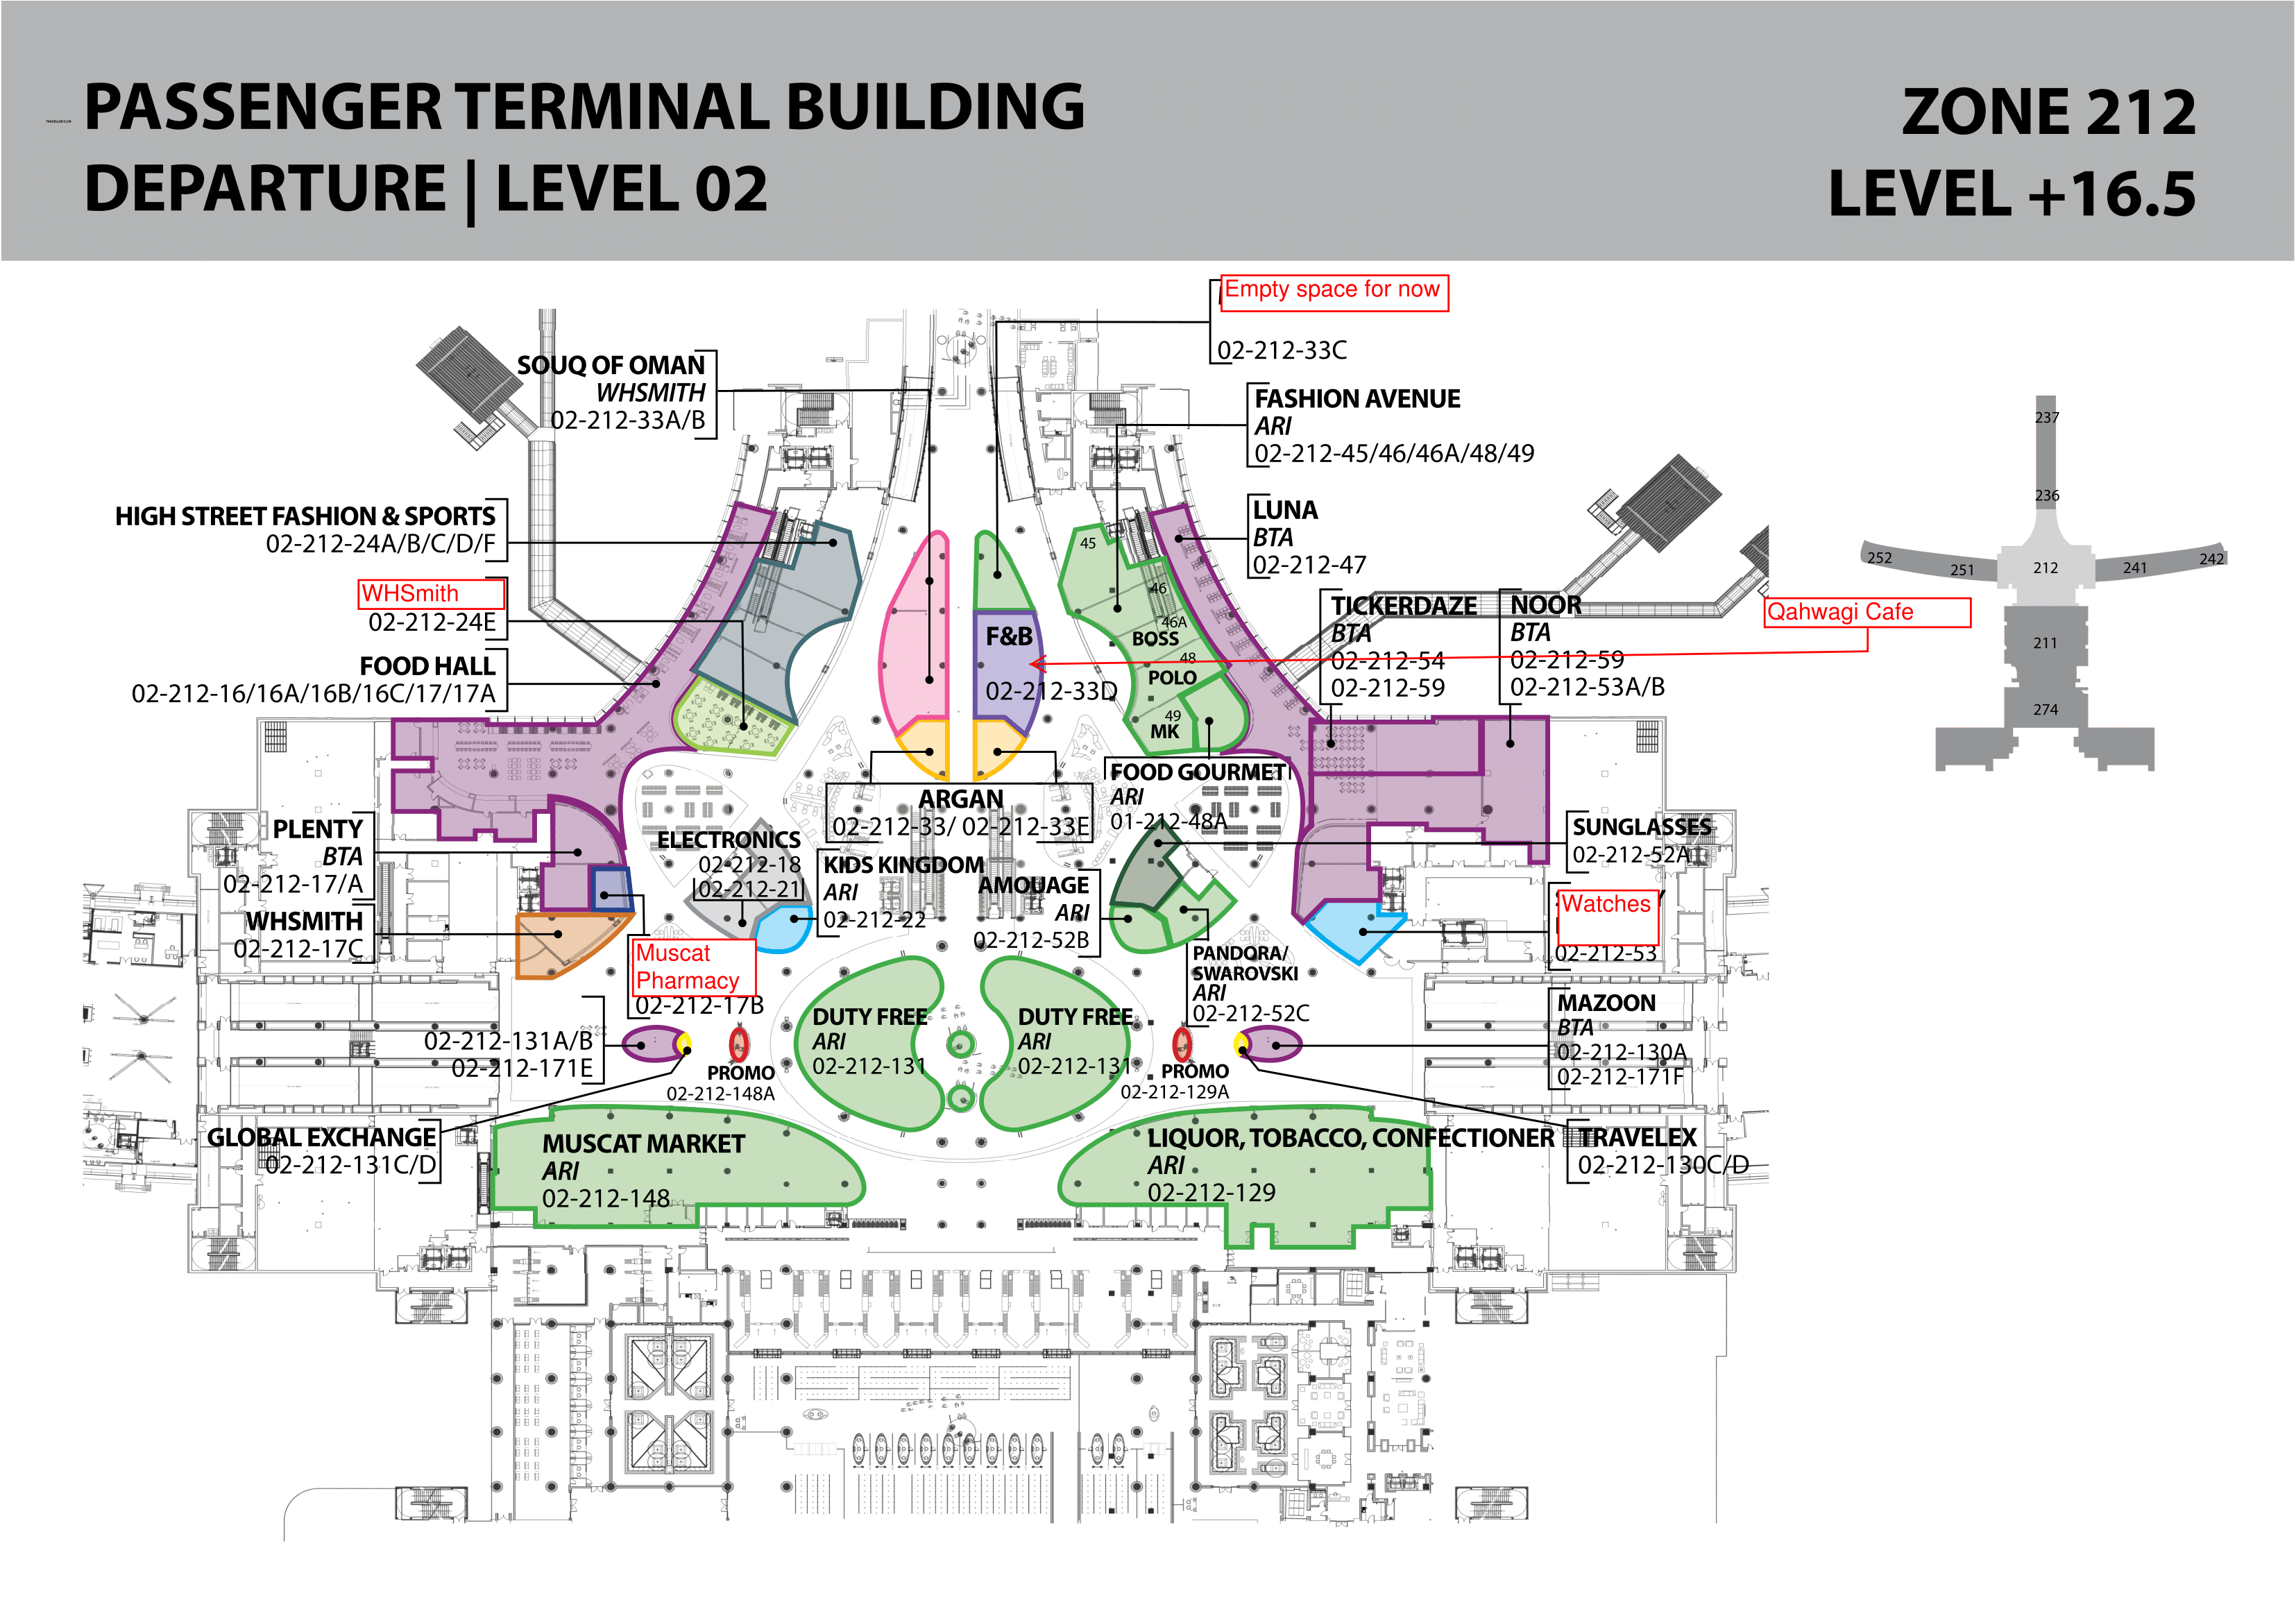 TRAVELLER CLUB
PASSENGER TERMINAL BUILDING
DEPARTURE | LEVEL 02
ZONE 212
LEVEL +16.5
Empty space for now
02-212-33C
SOUQ OF OMAN
WHSMITH
02-212-33A/B
FASHION AVENUE
ARI
02-212-45/46/46A/48/49
HIGH STREET FASHION & SPORTS
02-212-24A/B/C/D/F
LUNA
BTA
02-212-47
WHSmith
02-212-24E
FOOD HALL
02-212-16/16A/16B/16C/17/17A
TICKERDAZE
BTA
02-212-54
02-212-59
NOOR
BTA
02-212-59
02-212-53A/B
Qahwagi Cafe
F&B
02-212-33D
45
46
46A
BOSS
48
POLO
49
MK
237
236
252
251
212
241
242
211
274
FOOD GOURMET
ARI
01-212-48A
ARGAN
02-212-33/ 02-212-33E
PLENTY
BTA
02-212-17/A
ELECTRONICS
02-212-18
02-212-21
KIDS KINGDOM
ARI
02-212-22
AMOUAGE
ARI
02-212-52B
SUNGLASSES
02-212-52A
WHSMITH
02-212-17C
Watches
02-212-53
Muscat
Pharmacy
02-212-17B
PANDORA/
SWAROVSKI
ARI
02-212-52C
DUTY FREE
ARI
02-212-131
DUTY FREE
ARI
02-212-131
MAZOON
BTA
02-212-130A
02-212-171F
02-212-131A/B
02-212-171E
PROMO
02-212-148A
PROMO
02-212-129A
GLOBAL EXCHANGE
02-212-131C/D
MUSCAT MARKET
ARI
02-212-148
LIQUOR, TOBACCO, CONFECTIONER
ARI
02-212-129
TRAVELEX
02-212-130C/D